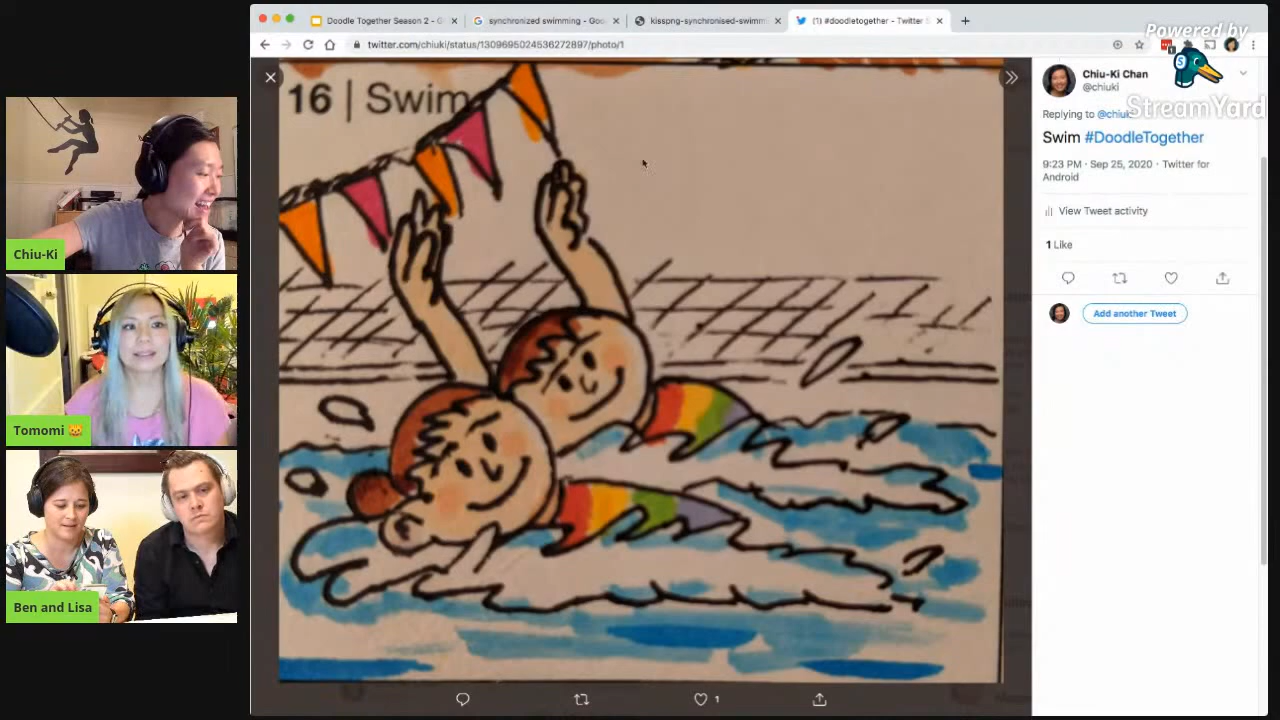 Doodle Together Season 2 - G
synchronized swimming - Goo
kisspng-synchronised-swimmi
(1) #doodletogether - Twitter S
twitter.com/chiuki/status/1309695024536272897/photo/1
Powered by
StreamYard
16 | Swim
Chiu-Ki Chan
@chiuki
Replying to @chiuki
Swim #DoodleTogether
9:23 PM · Sep 25, 2020 · Twitter for
Android
View Tweet activity
1 Like
Add another Tweet
1
Chiu-Ki
Tomomi 🎃
Ben and Lisa